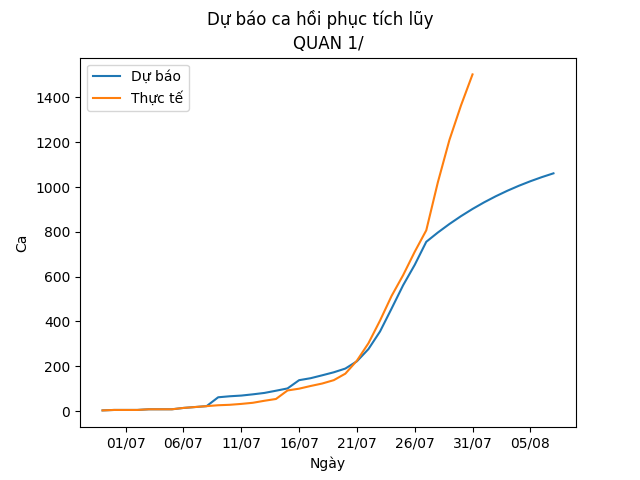 Dự báo ca hồi phục tích lũy
QUAN 1/
Dự báo
Thực tế
1400
1200
1000
800
600
400
200
0
Ca
01/07 06/07 11/07 16/07 21/07 26/07 31/07 05/08
Ngày